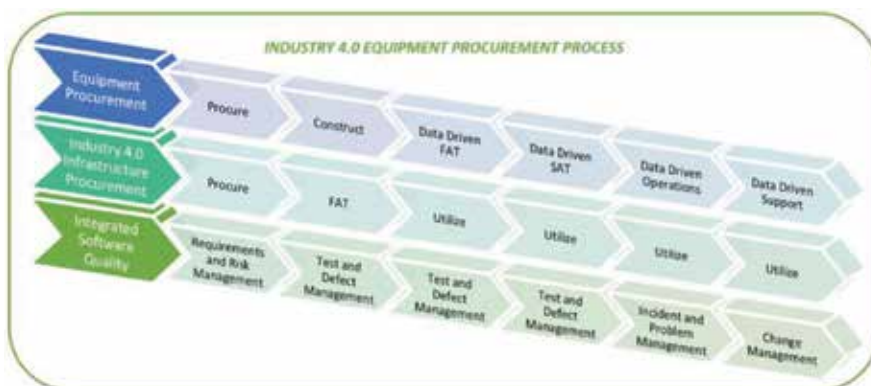 INDUSTRY 4.0 EQUIPMENT PROCUREMENT PROCESS
Equipment
Procurement
Procure
Construct
Data Driven
FAT
Data Driven
SAT
Data Driven
Operations
Data Driven
Support
Industry 4.0
Infrastructure
Procurement
Procure
FAT
Utilize
Utilize
Utilize
Utilize
Integrated
Software
Quality
Requirements
and Risk
Management
Test and
Defect
Management
Test and
Defect
Management
Test and
Defect
Management
Incident and
Problem
Management
Change
Management